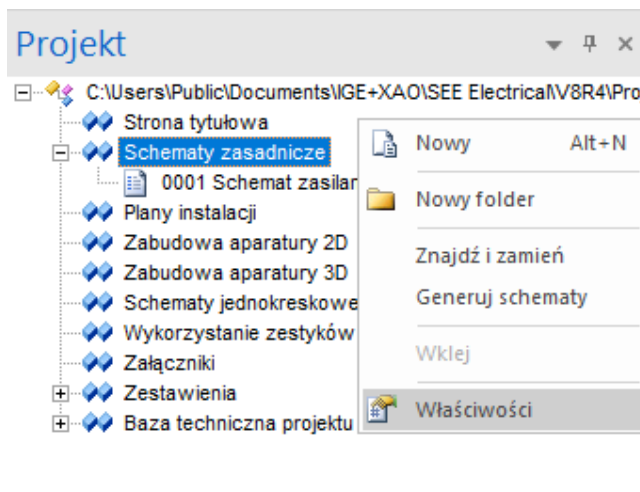 Projekt
C:\Users\Public\Documents\IGE+XAO\SEE Electrical\V8R4\Pro
Strona tytułowa
Schematy zasadnicze
0001 Schemat zasilar
Plany instalacji
Zabudowa aparatury 2D
Zabudowa aparatury 3D
Schematy jednokreskowe
Wykorzystanie zestyków
Załączniki
Zestawienia
Baza techniczna projektu
Nowy Alt+N
Nowy folder
Znajdź i zamień
Generuj schematy
Wklej
Właściwości